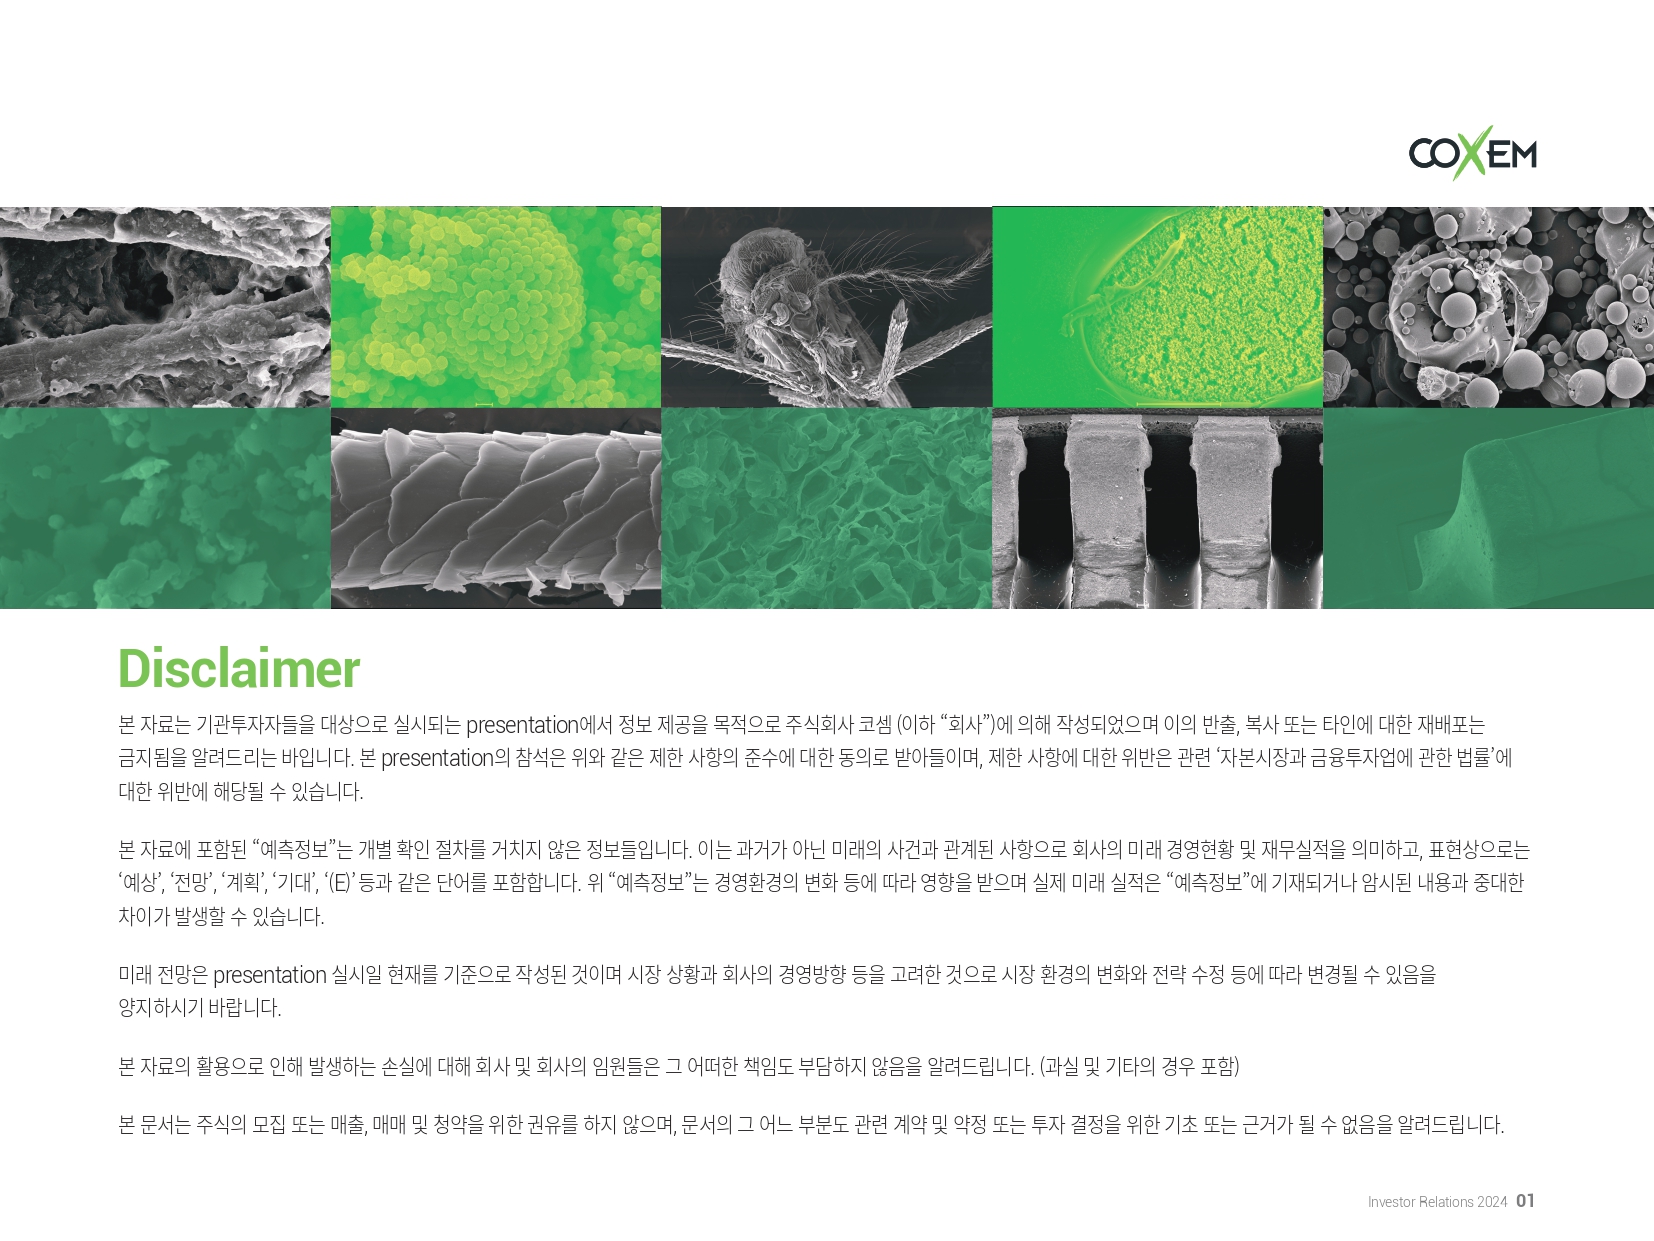 COXEM
Disclaimer
본 자료는 기관투자자들을 대상으로 실시되는 presentation에서 정보 제공을 목적으로 주식회사 코셈 (이하 “회사”)에 의해 작성되었으며 이의 반출, 복사 또는 타인에 대한 재배포는
금지됨을 알려드리는 바입니다. 본 presentation의 참석은 위와 같은 제한 사항의 준수에 대한 동의로 받아들이며, 제한 사항에 대한 위반은 관련 ‘자본시장과 금융투자업에 관한 법률’에
대한 위반에 해당될 수 있습니다.
본 자료에 포함된 “예측정보”는 개별 확인 절차를 거치지 않은 정보들입니다. 이는 과거가 아닌 미래의 사건과 관계된 사항으로 회사의 미래 경영현황 및 재무실적을 의미하고, 표현상으로는
‘예상’, ‘전망’, ‘계획’, ‘기대’, ‘(E)’ 등과 같은 단어를 포함합니다. 위 “예측정보”는 경영환경의 변화 등에 따라 영향을 받으며 실제 미래 실적은 “예측정보”에 기재되거나 암시된 내용과 중대한
차이가 발생할 수 있습니다.
미래 전망은 presentation 실시일 현재를 기준으로 작성된 것이며 시장 상황과 회사의 경영방향 등을 고려한 것으로 시장 환경의 변화와 전략 수정 등에 따라 변경될 수 있음을
양지하시기 바랍니다.
본 자료의 활용으로 인해 발생하는 손실에 대해 회사 및 회사의 임원들은 그 어떠한 책임도 부담하지 않음을 알려드립니다. (과실 및 기타의 경우 포함)
본 문서는 주식의 모집 또는 매출, 매매 및 청약을 위한 권유를 하지 않으며, 문서의 그 어느 부분도 관련 계약 및 약정 또는 투자 결정을 위한 기초 또는 근거가 될 수 없음을 알려드립니다.
Investor Relations 2024 01